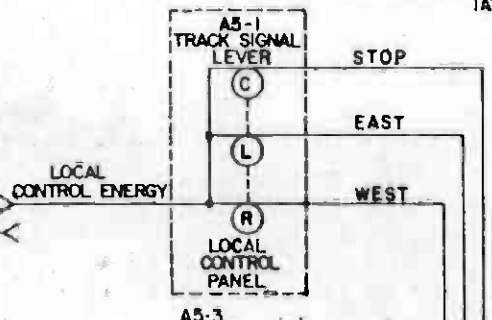 A5-1
TRACK SIGNAL
LEVER
STOP
C
EAST
L
LOCAL
CONTROL ENERGY
WEST
R
LOCAL
CONTROL
PANEL
A5-3